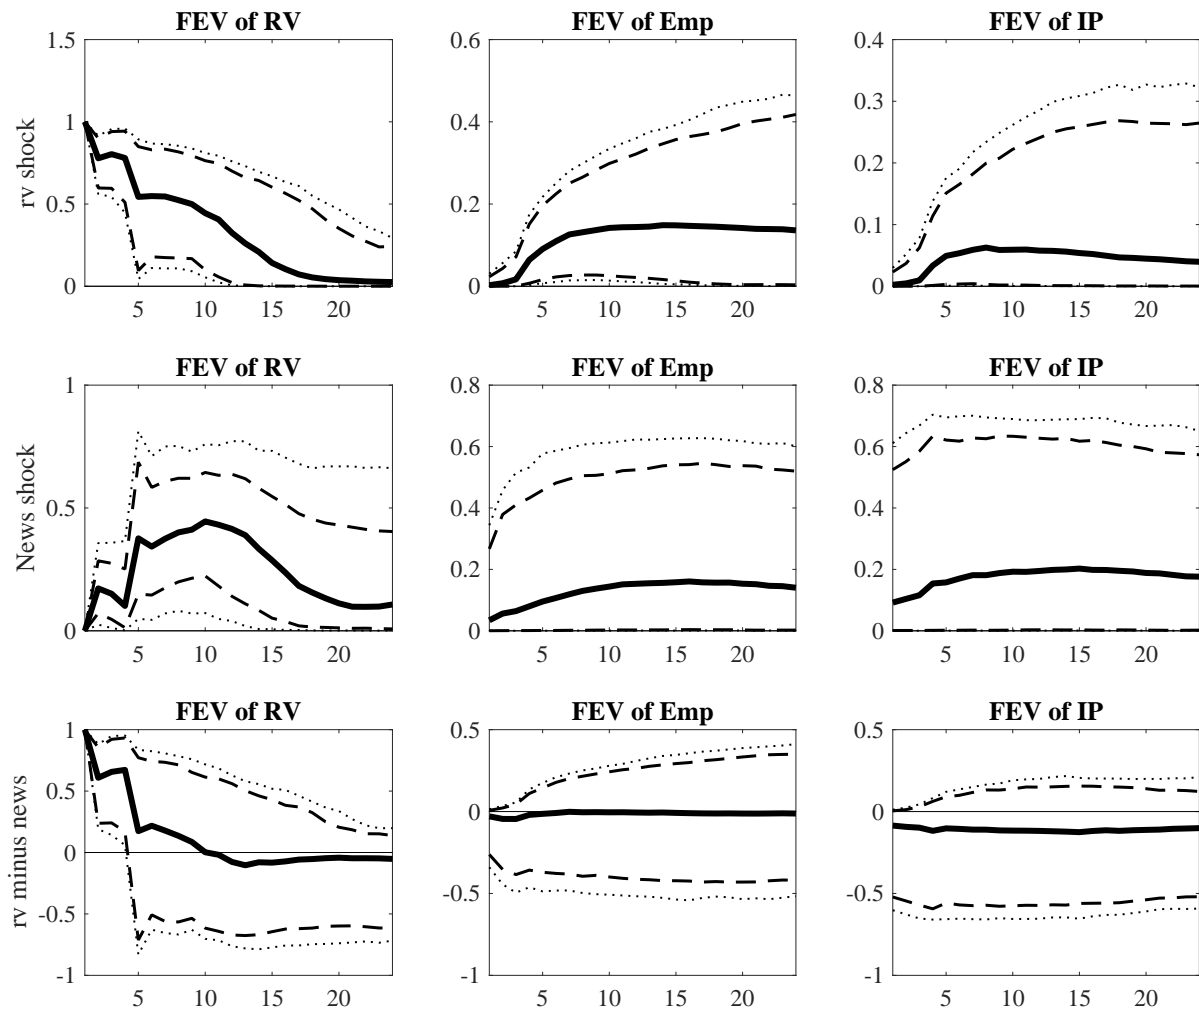 FEV of RV FEV of Emp FEV of IP
1.5 0.6 0.4
0.3
1 0.4
0.2
0.5 0.2
0.1
0 0 0
5 10 15 20 5 10 15 20 5 10 15 20
rv shock
FEV of RV FEV of Emp FEV of IP
1 0.8 0.8
0.6 0.6
0.5 0.4 0.4
0.2 0.2
0 0 0
5 10 15 20 5 10 15 20 5 10 15 20
News shock
FEV of RV FEV of Emp FEV of IP
1 0.5 0.5
0.5 0 0
0
-0.5 -0.5 -0.5
-1 -1 -1
5 10 15 20 5 10 15 20 5 10 15 20
rv minus news